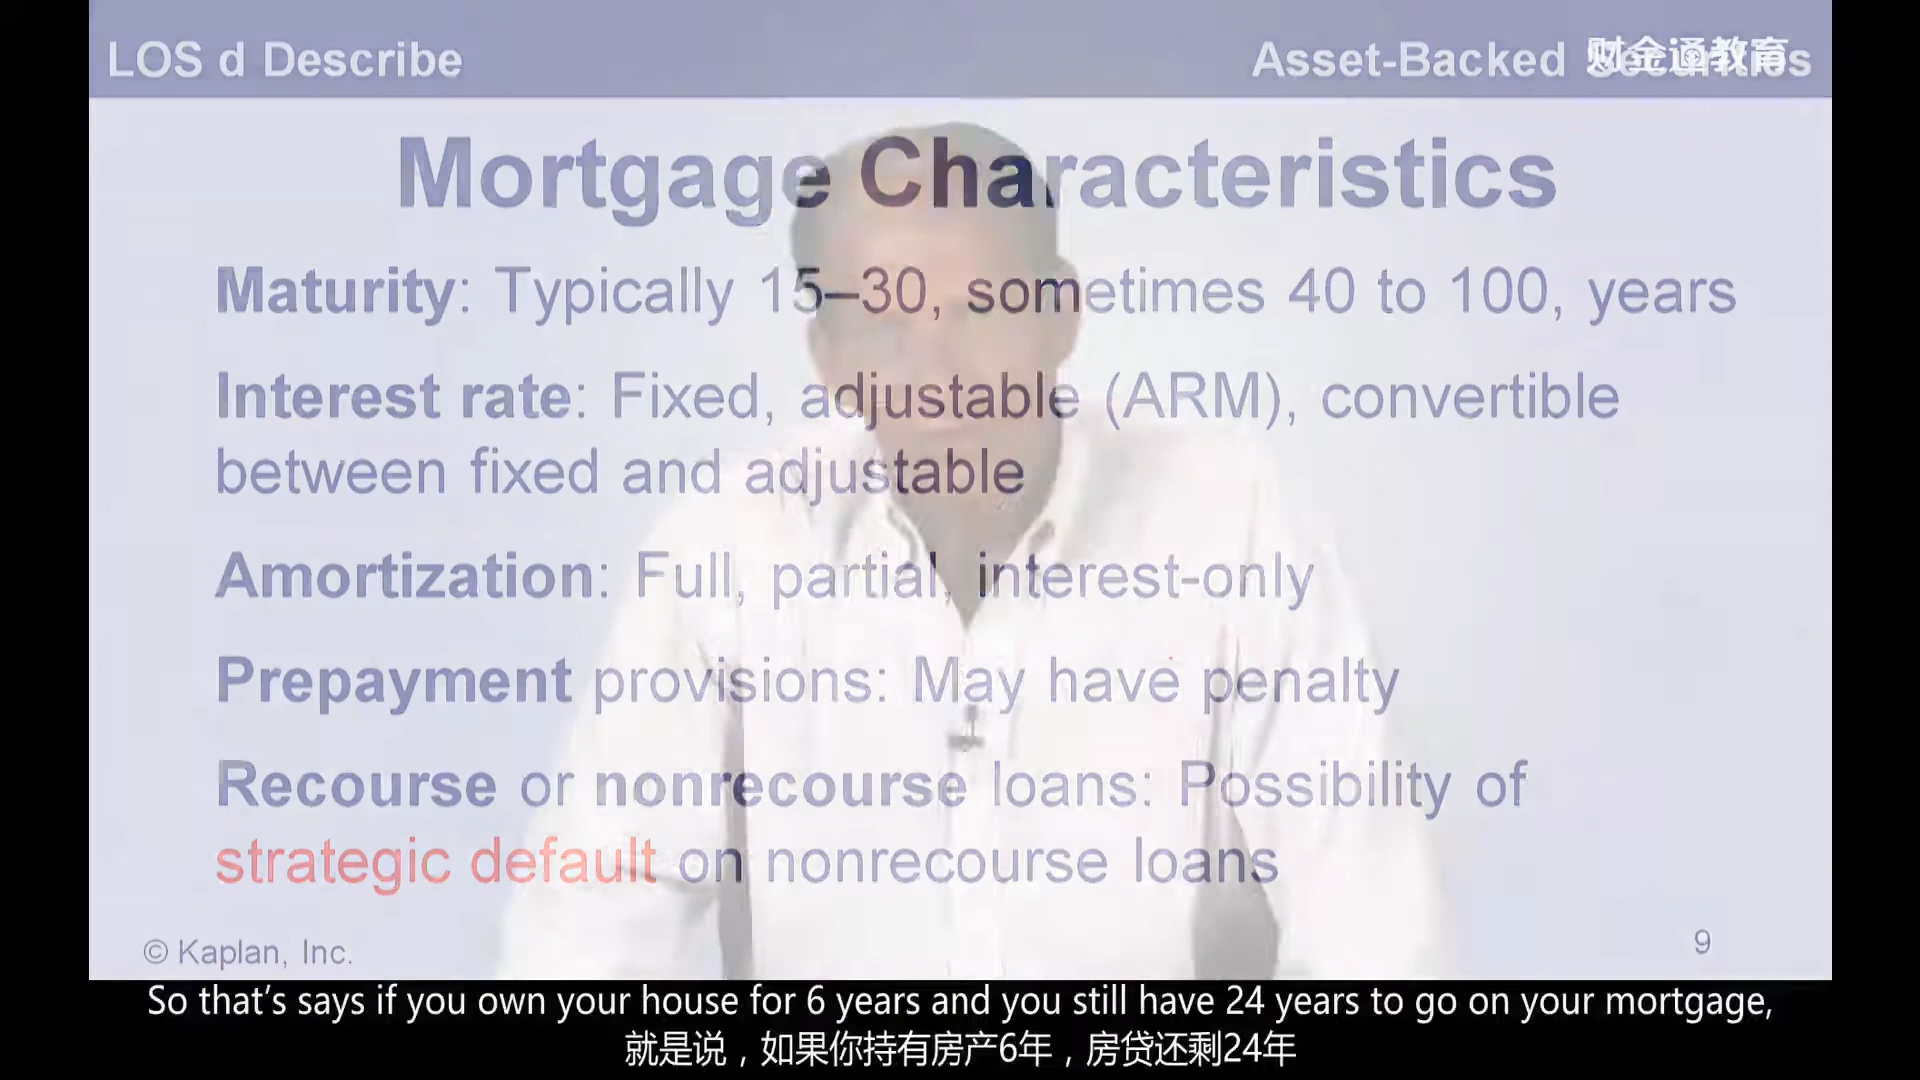 LOS d Describe
Asset-Backed Securities
财金通教育
Mortgage Characteristics
Maturity: Typically 15–30, sometimes 40 to 100, years
Interest rate: Fixed, adjustable (ARM), convertible
between fixed and adjustable
Amortization: Full, partial, interest-only
Prepayment provisions: May have penalty
Recourse or nonrecourse loans: Possibility of
strategic default on nonrecourse loans
© Kaplan, Inc.
9
So that's says if you own your house for 6 years and you still have 24 years to go on your mortgage,
就是说，如果你持有房产6年，房贷还剩24年